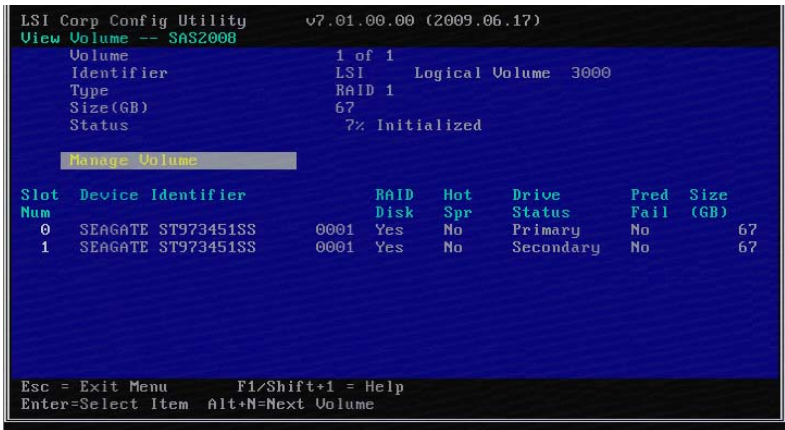 LSI Corp Config Utility v7.01.00.00 (2009.06.17)
View Volume -- SAS2008
Volume 1 of 1
Identifier LSI Logical Volume 3000
Type RAID 1
Size(GB) 67
Status 7% Initialized
Manage Volume
Slot Device Identifier RAID Hot Drive Pred Size
Num Disk Spr Status Fail (GB)
0 SEAGATE ST973451SS 0001 Yes No Primary No 67
1 SEAGATE ST973451SS 0001 Yes No Secondary No 67
Esc = Exit Menu F1/Shift+1 = Help
Enter=Select Item Alt+N=Next Volume